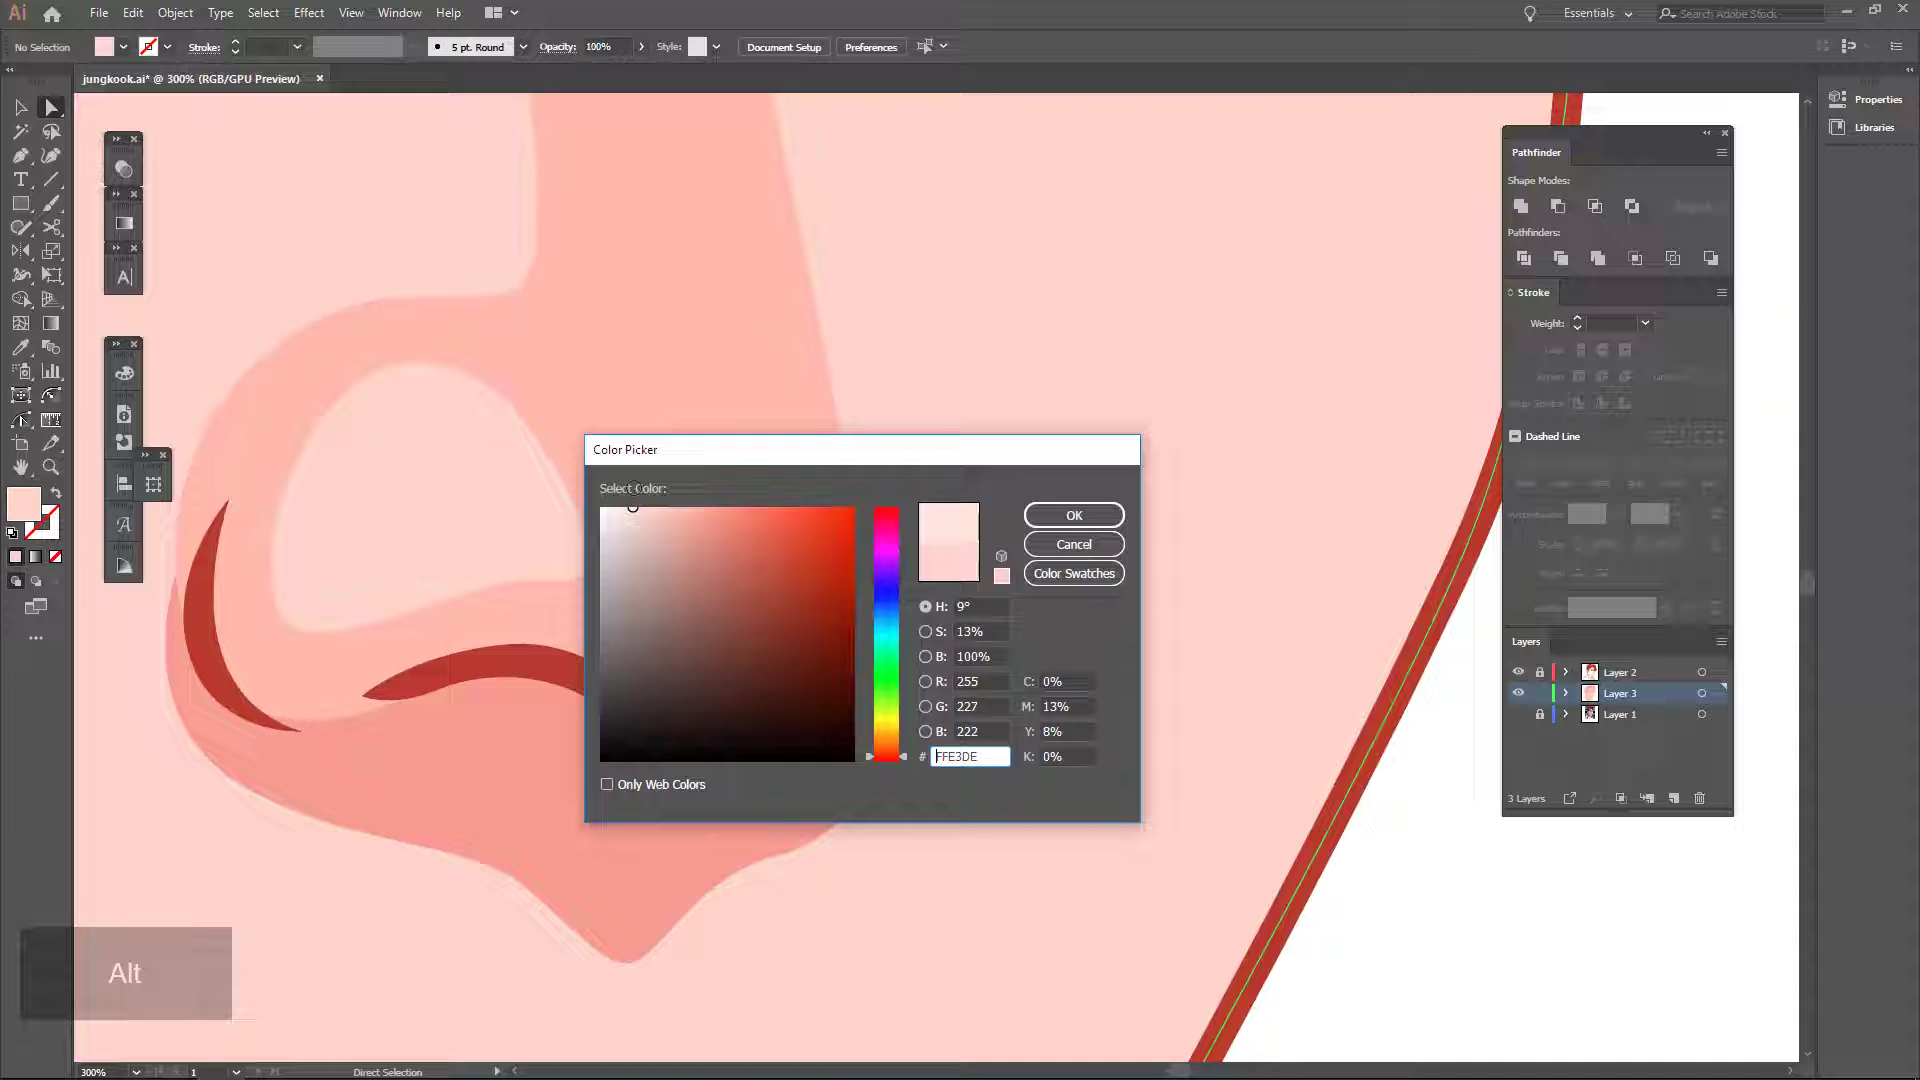 Ai File Edit Object Type Select Effect View Window Help Essentials Search Adobe Stock
No Selection Stroke: 5 pt. Round Opacity: 100% Style: Document Setup Preferences
jungkook.ai* @ 300% (RGB/GPU Preview) ×
Properties
Libraries
Pathfinder
Shape Modes:
Pathfinders:
Stroke
Weight:
Dashed Line
Layers
Layer 2
Layer 3
Layer 1
3 Layers
Color Picker
Select Color:
OK
Cancel
Color Swatches
H: 9°
S: 13%
B: 100%
R: 255 C: 0%
G: 227 M: 13%
B: 222 Y: 8%
# FFE3DE K: 0%
Only Web Colors
Alt
300% 1 Direct Selection